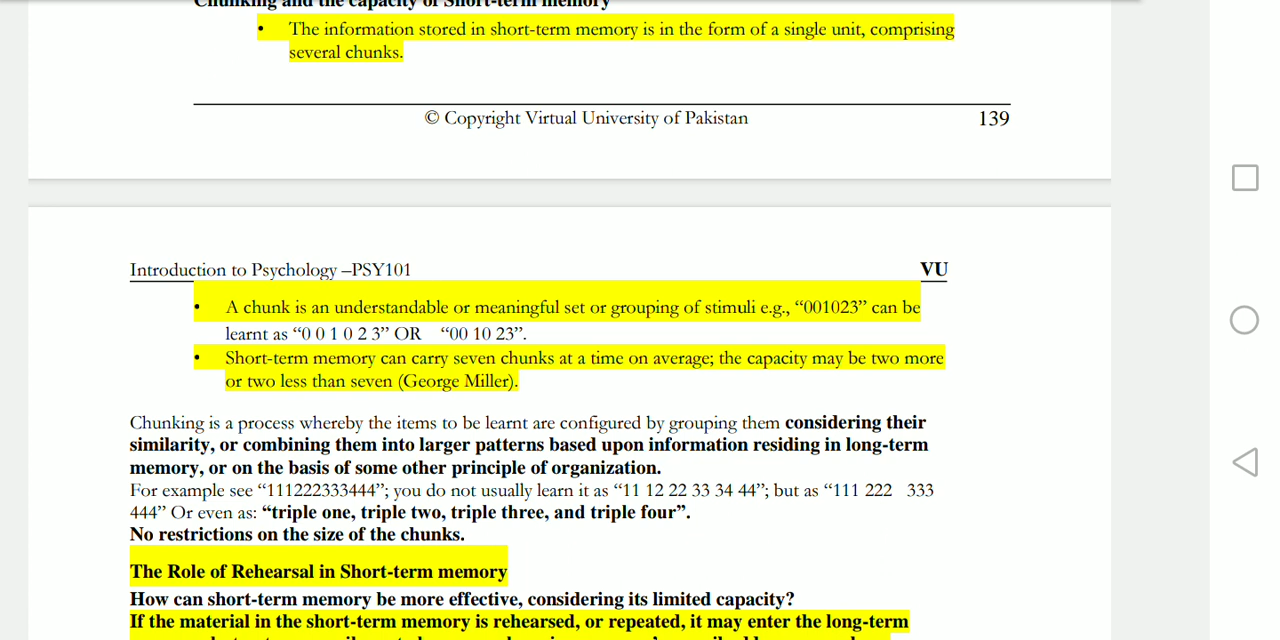 Chunking and the capacity of Short-term memory
• The information stored in short-term memory is in the form of a single unit, comprising
several chunks.
© Copyright Virtual University of Pakistan 139
Introduction to Psychology –PSY101 VU
• A chunk is an understandable or meaningful set or grouping of stimuli e.g., “001023” can be
learnt as “0 0 1 0 2 3” OR “00 10 23”.
• Short-term memory can carry seven chunks at a time on average; the capacity may be two more
or two less than seven (George Miller).
Chunking is a process whereby the items to be learnt are configured by grouping them considering their
similarity, or combining them into larger patterns based upon information residing in long-term
memory, or on the basis of some other principle of organization.
For example see “111222333444”; you do not usually learn it as “11 12 22 33 34 44”; but as “111 222 333
444” Or even as: “triple one, triple two, triple three, and triple four”.
No restrictions on the size of the chunks.
The Role of Rehearsal in Short-term memory
How can short-term memory be more effective, considering its limited capacity?
If the material in the short-term memory is rehearsed, or repeated, it may enter the long-term